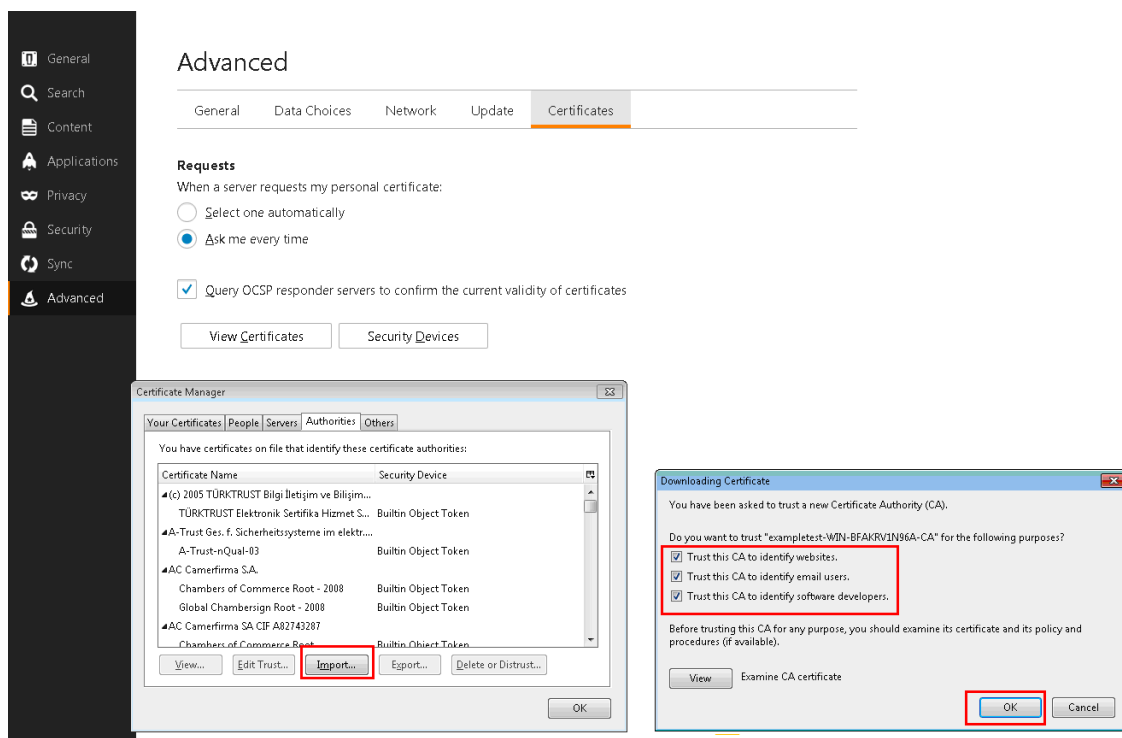 General
Search
Content
Applications
Privacy
Security
Sync
Advanced
Advanced
General Data Choices Network Update Certificates
Requests
When a server requests my personal certificate:
Select one automatically
Ask me every time
Query OCSP responder servers to confirm the current validity of certificates
View Certificates Security Devices
Certificate Manager
Your Certificates People Servers Authorities Others
You have certificates on file that identify these certificate authorities:
Certificate Name Security Device
(c) 2005 TÜRKTRUST Bilgi İletişim ve Bilişim...
TÜRKTRUST Elektronik Sertifika Hizmet S... Builtin Object Token
A-Trust Ges. f. Sicherheitssysteme im elektr....
A-Trust-nQual-03 Builtin Object Token
AC Camerfirma S.A.
Chambers of Commerce Root - 2008 Builtin Object Token
Global Chambersign Root - 2008 Builtin Object Token
AC Camerfirma SA CIF A82743287
Chambers of Commerce Root Builtin Object Token
View... Edit Trust... Import... Export... Delete or Distrust...
OK
Downloading Certificate
You have been asked to trust a new Certificate Authority (CA).
Do you want to trust "exampletest-WIN-BFAKRV1N96A-CA" for the following purposes?
Trust this CA to identify websites.
Trust this CA to identify email users.
Trust this CA to identify software developers.
Before trusting this CA for any purpose, you should examine its certificate and its policy and
procedures (if available).
View Examine CA certificate
OK Cancel